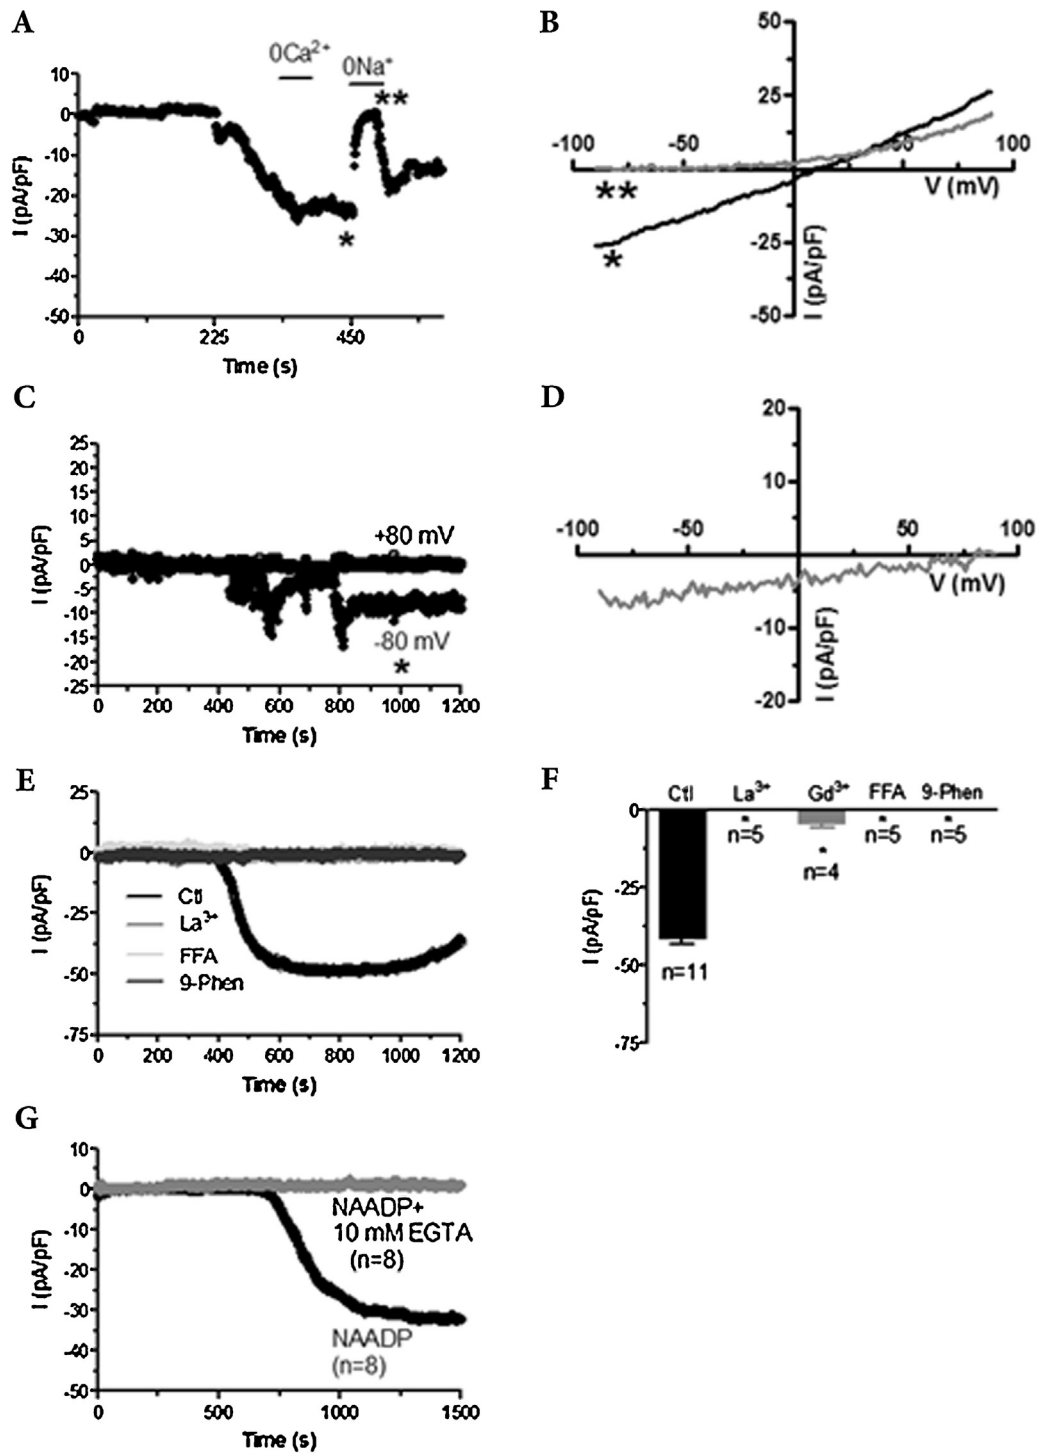 A
0Ca²⁺
0Na⁺
**
*
10
0
-10
-20
-30
-40
-50
I (pA/pF)
0 225 450
Time (s)
B
50
25
-25
-50
-100 -50 50 100
V (mV)
**
*
I (pA/pF)
C
25
20
15
10
5
0
-5
-10
-15
-20
-25
I (pA/pF)
+80 mV
-80 mV
*
0 200 400 600 800 1000 1200
Time (s)
D
20
10
-10
-20
-100 -50 50 100
V (mV)
I (pA/pF)
E
25
0
-25
-50
-75
I (pA/pF)
Ctl
La³⁺
FFA
9-Phen
0 200 400 600 800 1000 1200
Time (s)
F
Ctl La³⁺ Gd³⁺ FFA 9-Phen
0
-25
-50
-75
I (pA/pF)
* * * *
n=5 n=5 n=5
n=4
n=11
G
10
0
-10
-20
-30
-40
-50
I (pA/pF)
NAADP+
10 mM EGTA
(n=8)
NAADP
(n=8)
0 500 1000 1500
Time (s)